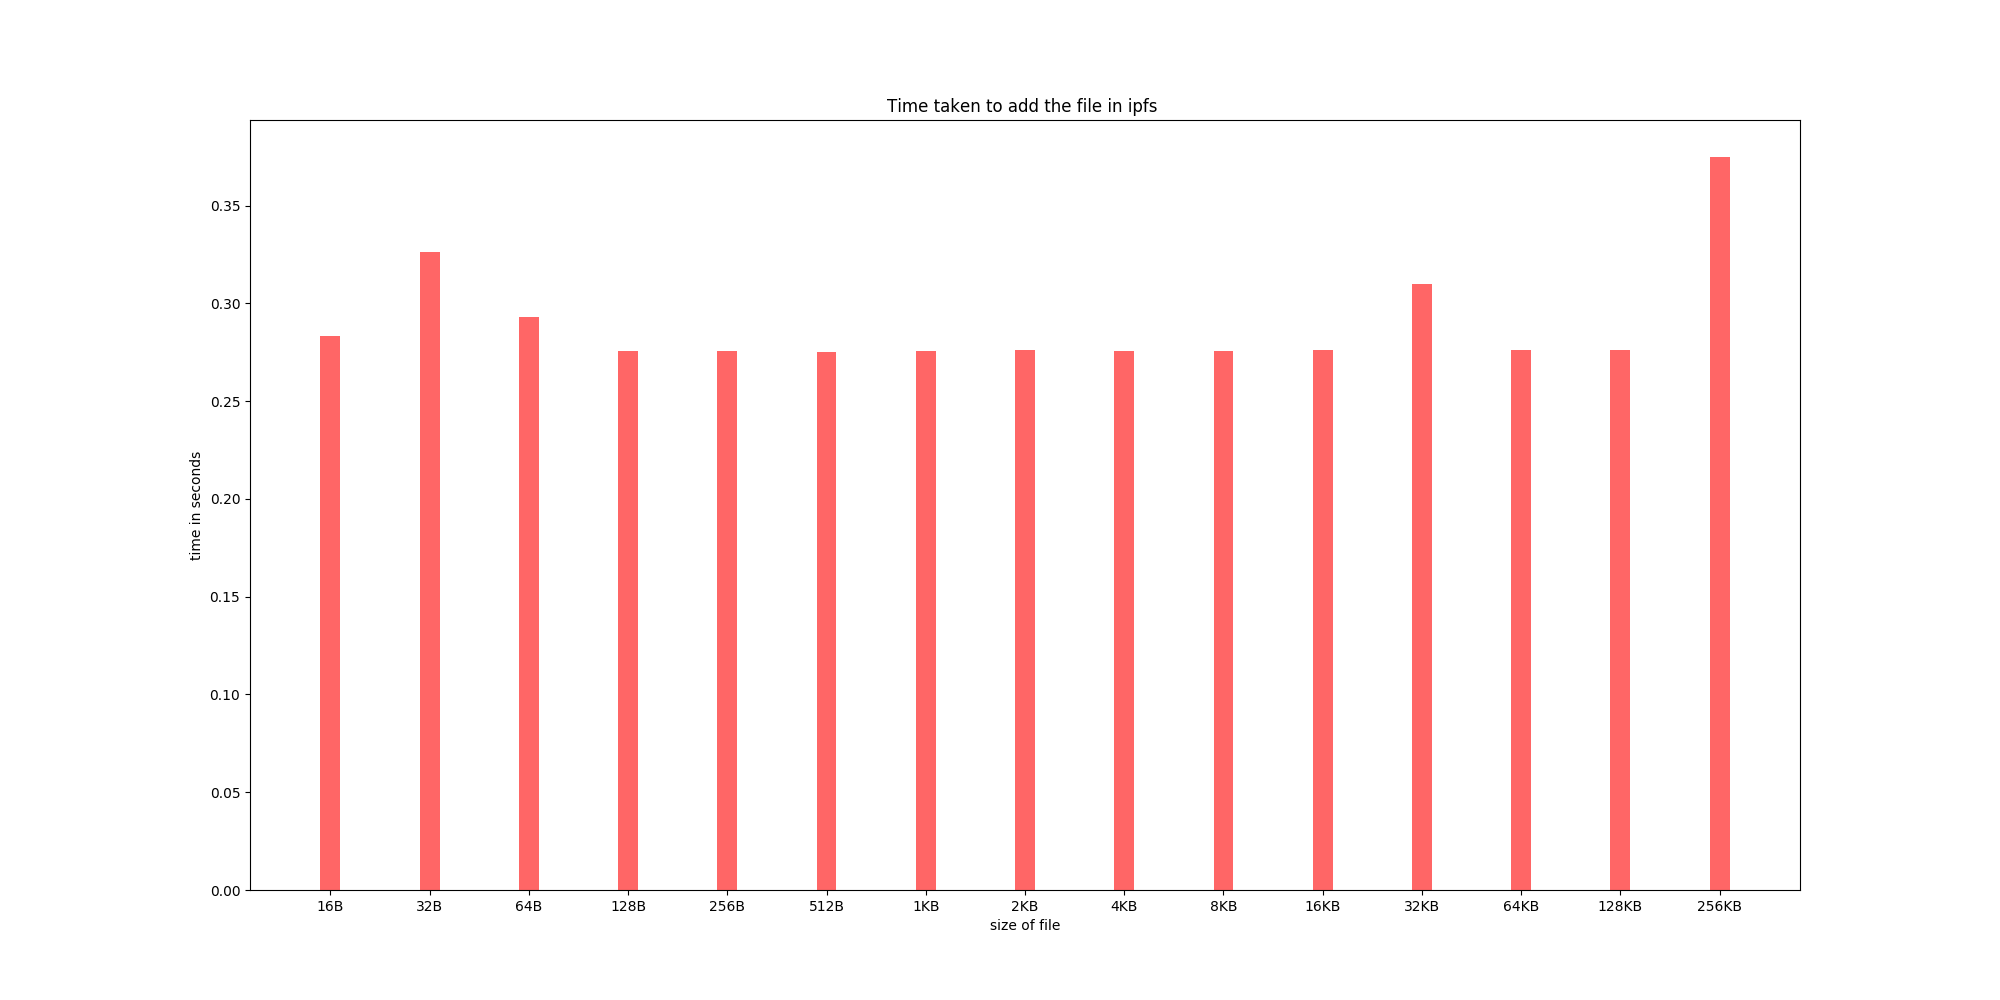 Time taken to add the file in ipfs
0.35
0.30
0.25
0.20
0.15
0.10
0.05
0.00
time in seconds
16B 32B 64B 128B 256B 512B 1KB 2KB 4KB 8KB 16KB 32KB 64KB 128KB 256KB
size of file